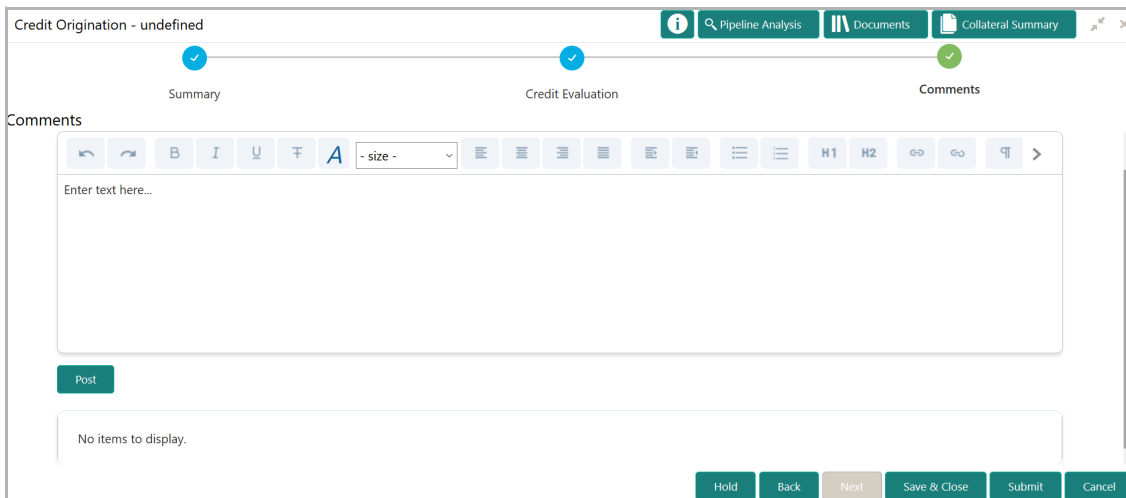 Credit Origination - undefined
Pipeline Analysis
Documents
Collateral Summary
Summary
Credit Evaluation
Comments
Comments
B I U T A - size - H1 H2 ¶
Enter text here...
Post
No items to display.
Hold Back Next Save & Close Submit Cancel